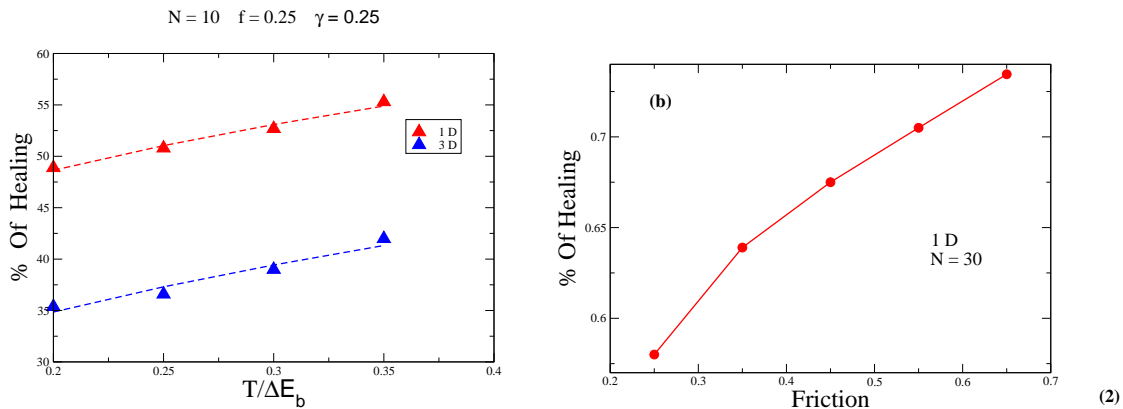 N = 10 f = 0.25 γ = 0.25
60
55
50
45
40
35
30
% Of Healing
0.2 0.25 0.3 0.35 0.4
T/ΔE_b
1 D
3 D
(b)
0.7
0.65
0.6
% Of Healing
1 D
N = 30
0.2 0.3 0.4 0.5 0.6 0.7
Friction
(2)